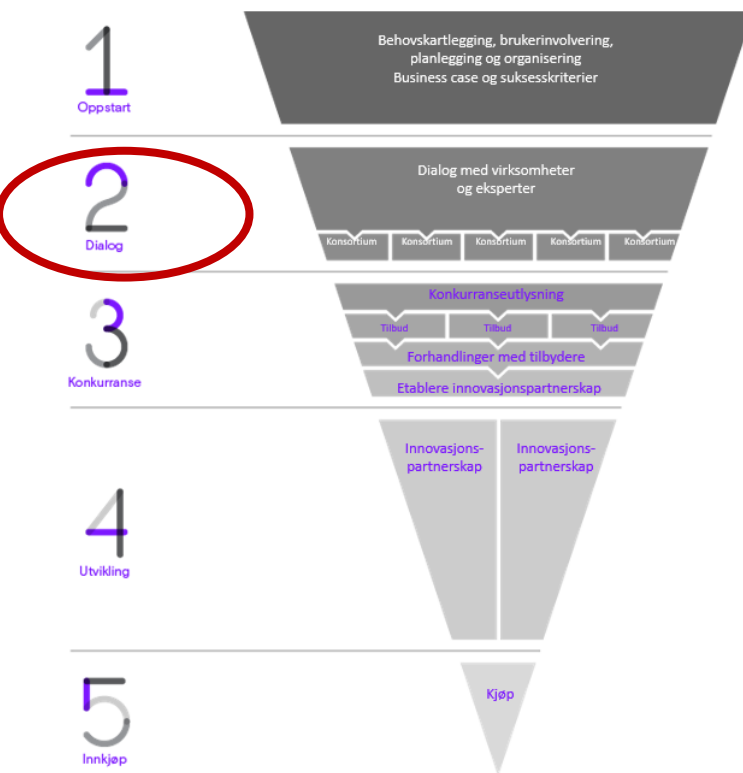 1
Oppstart
Behovskartlegging, brukerinvolvering,
planlegging og organisering
Business case og suksesskriterier
2
Dialog
Dialog med virksomheter
og eksperter
Konsortium Konsortium Konsortium Konsortium Konsortium
3
Konkurranse
Konkurranseutlysning
Tilbud Tilbud Tilbud
Forhandlinger med tilbydere
Etablere innovasjonspartnerskap
4
Utvikling
Innovasjons-
partnerskap
Innovasjons-
partnerskap
5
Innkjøp
Kjøp